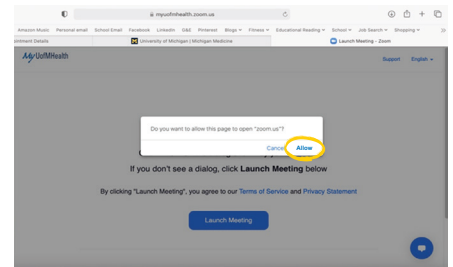 myuofmhealth.zoom.us
Amazon Music Personal email School Email Facebook LinkedIn G&E Pinterest Blogs Fitness Educational Reading School Job Search Shopping
ointment Details University of Michigan | Michigan Medicine Launch Meeting - Zoom
My UofMHealth Support English
Do you want to allow this page to open "zoom.us"?
Cancel Allow
If you don't see a dialog, click Launch Meeting below
By clicking "Launch Meeting", you agree to our Terms of Service and Privacy Statement
Launch Meeting